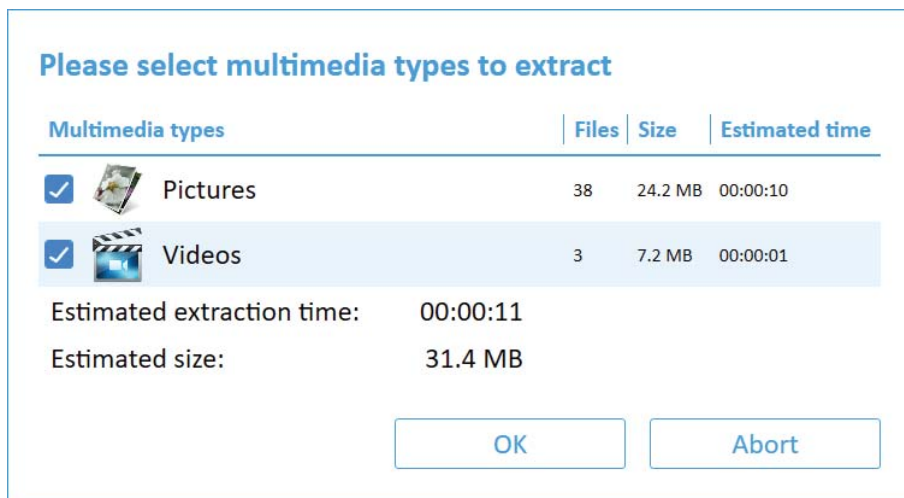 Please select multimedia types to extract
Multimedia types Files Size Estimated time
Pictures 38 24.2 MB 00:00:10
Videos 3 7.2 MB 00:00:01
Estimated extraction time: 00:00:11
Estimated size: 31.4 MB
OK Abort